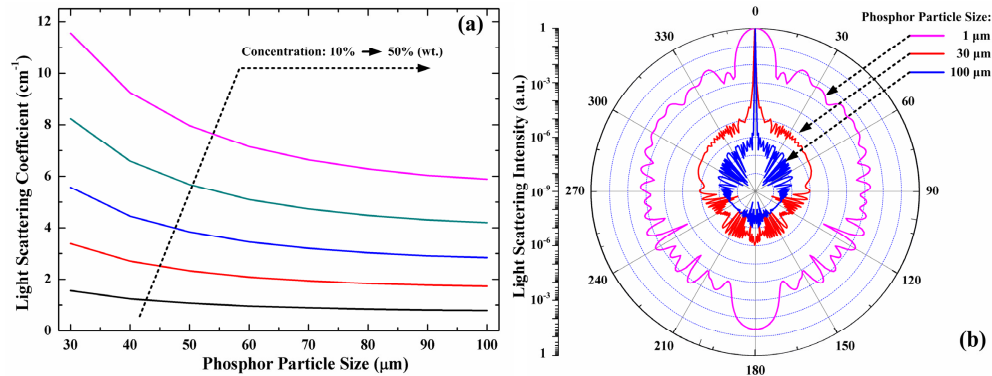 (a)
Concentration: 10% → 50% (wt.)
Light Scattering Coefficient (cm⁻¹)
12
10
8
6
4
2
0
30 40 50 60 70 80 90 100
Phosphor Particle Size (μm)
Phosphor Particle Size:
1 μm
30 μm
100 μm
Light Scattering Intensity (a.u.)
1
10⁻³
10⁻⁶
10⁻⁹
10⁻⁶
10⁻³
1
0
30
60
90
120
150
180
210
240
270
300
330
(b)